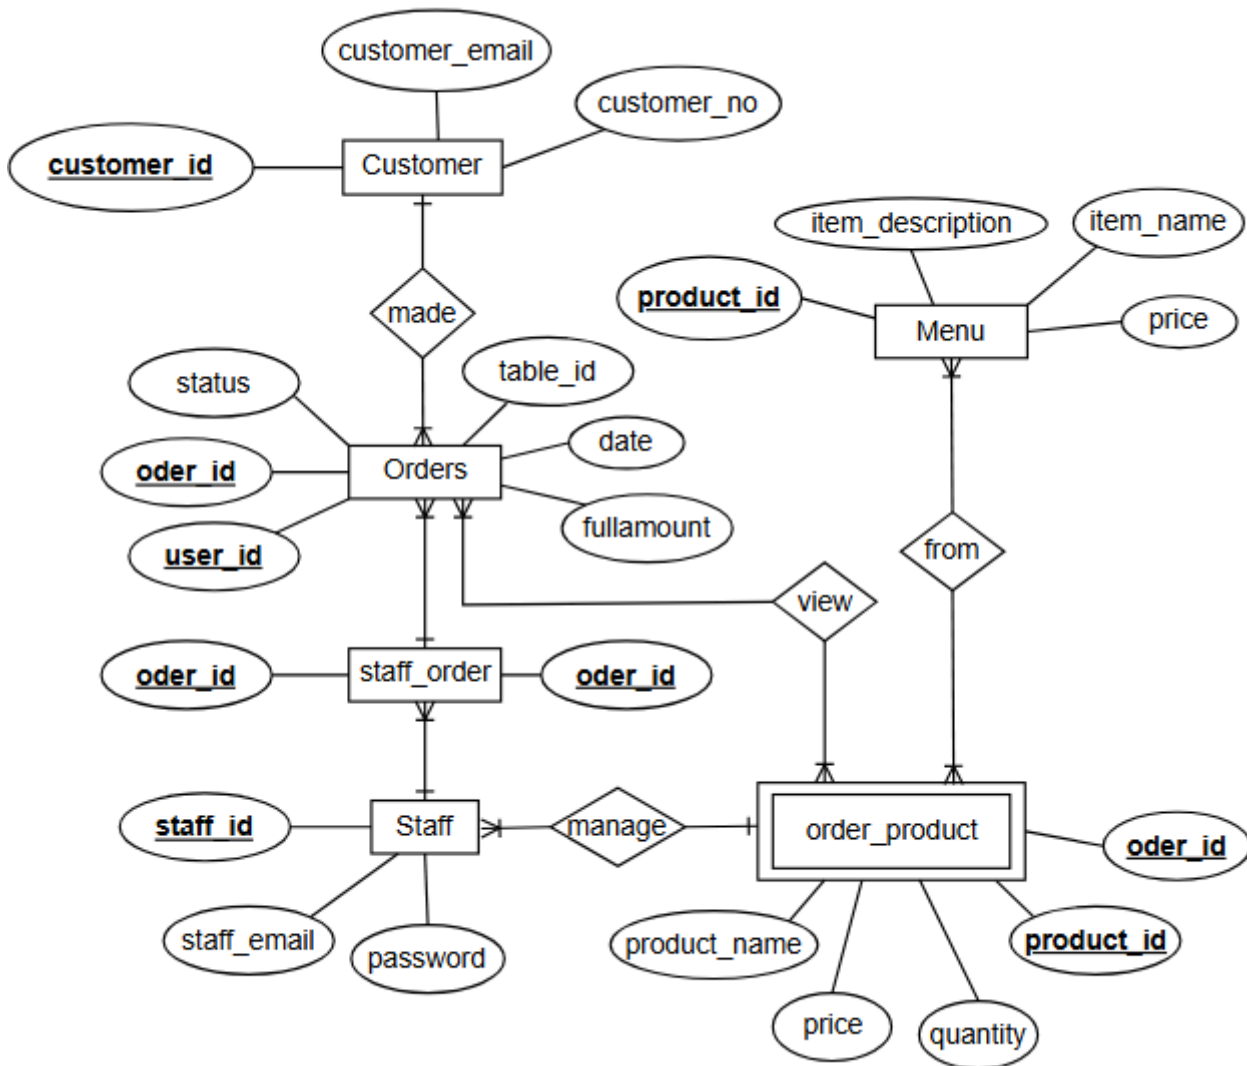 customer_email
customer_no
customer_id
Customer
item_description
item_name
product_id
made
price
Menu
table_id
status
date
oder_id
Orders
fullamount
user_id
from
view
oder_id
staff_order
oder_id
staff_id
Staff
manage
order_product
oder_id
staff_email
password
product_name
product_id
price
quantity